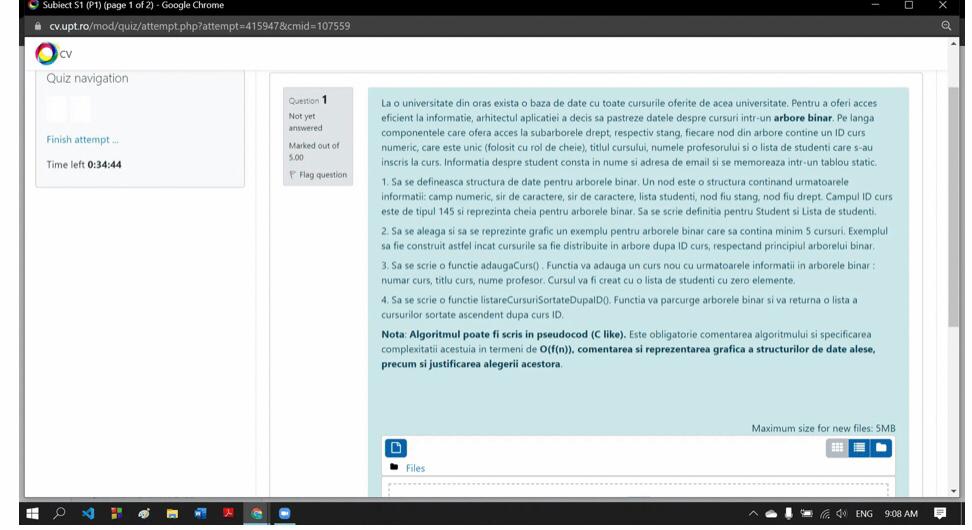 Subiect S1 (P1) (page 1 of 2) - Google Chrome
cv.upt.ro/mod/quiz/attempt.php?attempt=415947&cmid=107559
CV
Quiz navigation
Finish attempt ...
Time left 0:34:44
Question 1
Not yet
answered
Marked out of
5.00
Flag question
La o universitate din oras exista o baza de date cu toate cursurile oferite de acea universitate. Pentru a oferi acces
eficient la informatie, arhitectul aplicatiei a decis sa pastreze datele despre cursuri intr-un arbore binar. Pe langa
componentele care ofera acces la subarborele drept, respectiv stang, fiecare nod din arbore contine un ID curs
numeric, care este unic (folosit cu rol de cheie), titlul cursului, numele profesorului si o lista de studenti care s-au
inscris la curs. Informatia despre student consta in nume si adresa de email si se memoreaza intr-un tablou static.
1. Sa se defineasca structura de date pentru arborele binar. Un nod este o structura continand urmatoarele
informatii: camp numeric, sir de caractere, sir de caractere, lista studenti, nod fiu stang, nod fiu drept. Campul ID curs
este de tipul 145 si reprezinta cheia pentru arborele binar. Sa se scrie definitia pentru Student si Lista de studenti.
2. Sa se aleaga si sa se reprezinte grafic un exemplu pentru arborele binar care sa contina minim 5 cursuri. Exemplul
sa fie construit astfel incat cursurile sa fie distribuite in arbore dupa ID curs, respectand principiul arborelui binar.
3. Sa se scrie o functie adaugaCurs() . Functia va adauga un curs nou cu urmatoarele informatii in arborele binar :
numar curs, titlu curs, nume profesor. Cursul va fi creat cu o lista de studenti cu zero elemente.
4. Sa se scrie o functie listareCursuriSortateDupaID(). Functia va parcurge arborele binar si va returna o lista a
cursurilor sortate ascendent dupa curs ID.
Nota: Algoritmul poate fi scris in pseudocod (C like). Este obligatorie comentarea algoritmului si specificarea
complexitatii acestuia in termeni de O(f(n)), comentarea si reprezentarea grafica a structurilor de date alese,
precum si justificarea alegerii acestora.
Maximum size for new files: 5MB
Files
ENG
9:08 AM